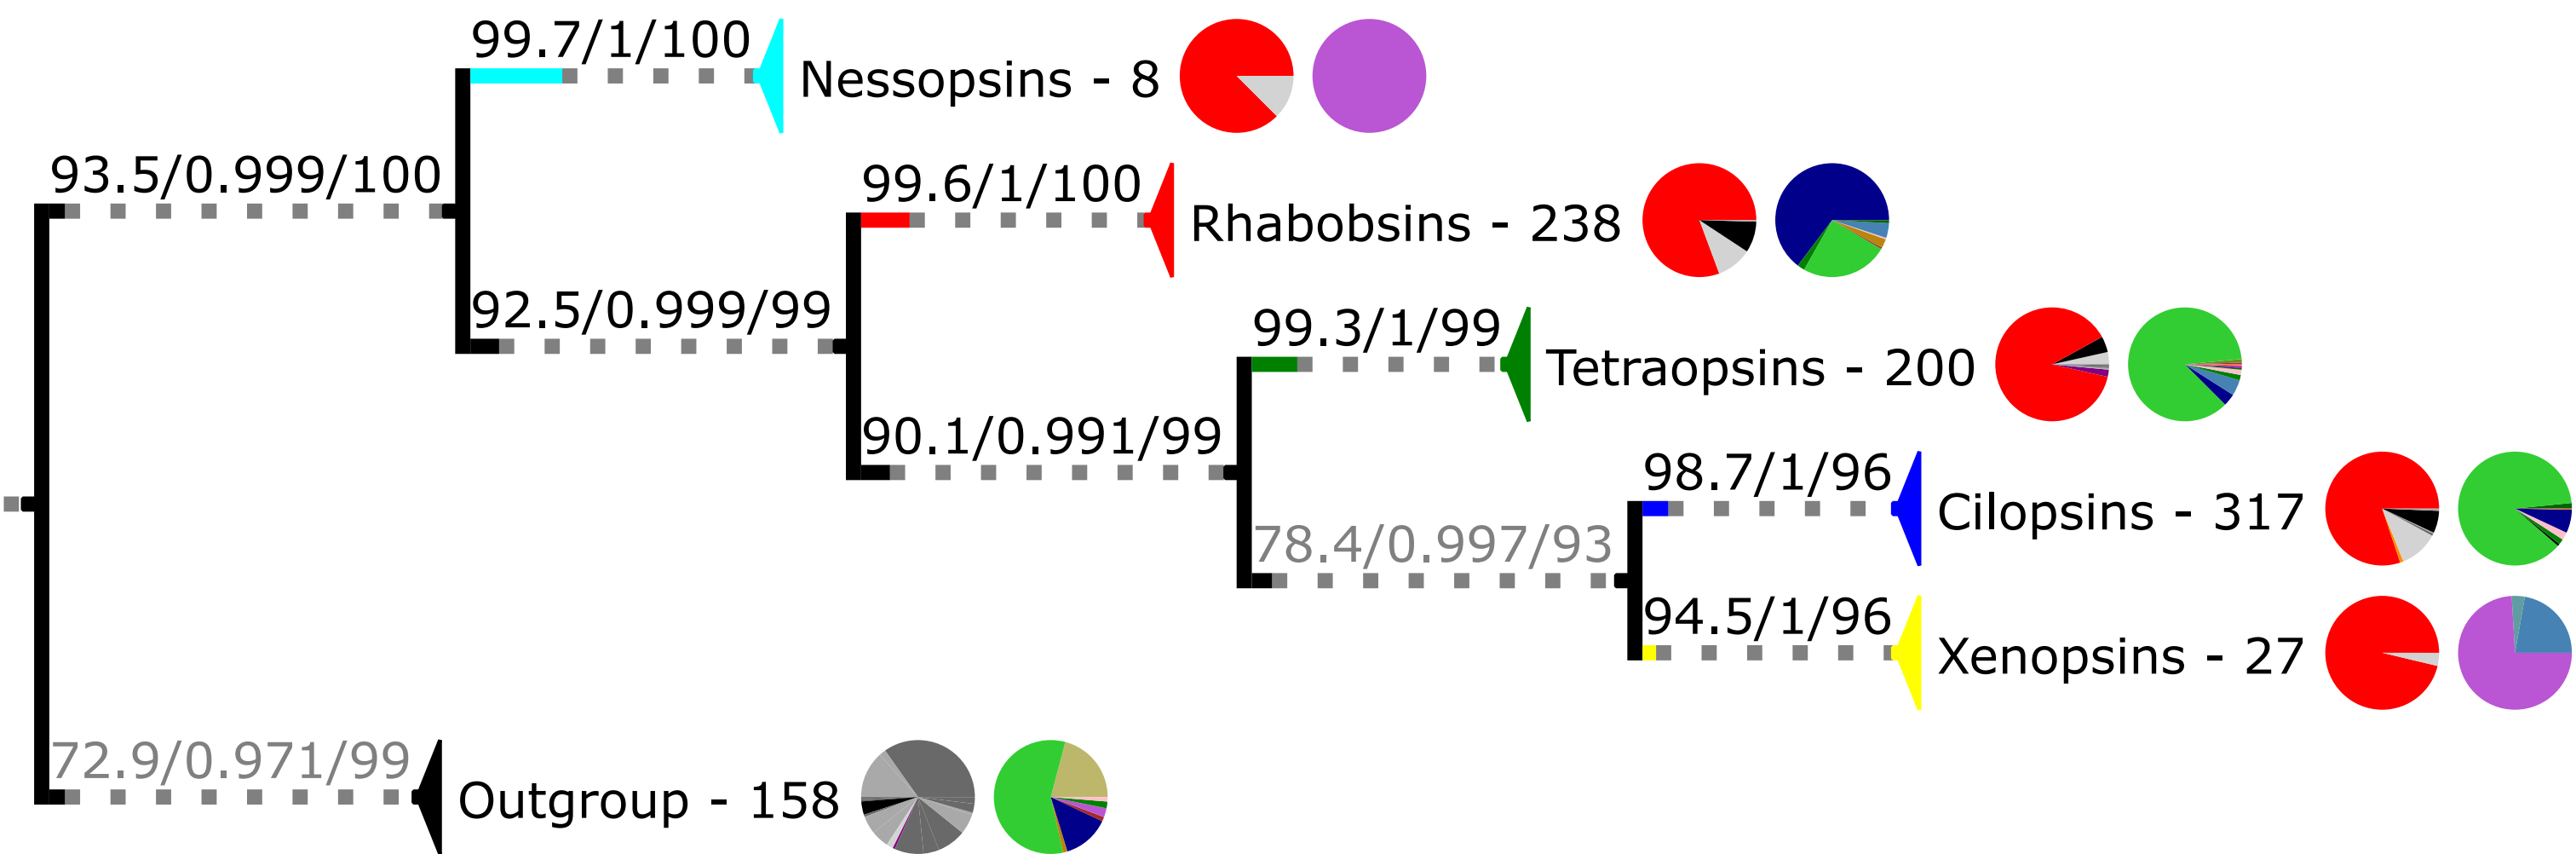 99.7/1/100
Nessopsins - 8
93.5/0.999/100
99.6/1/100
Rhabobsins - 238
92.5/0.999/99
99.3/1/99
Tetraopsins - 200
90.1/0.991/99
98.7/1/96
Cilopsins - 317
78.4/0.997/93
94.5/1/96
Xenopsins - 27
72.9/0.971/99
Outgroup - 158